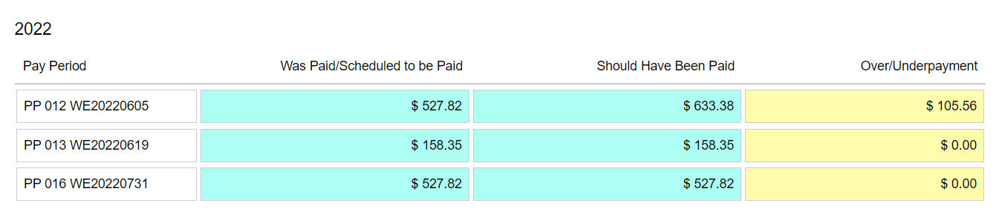 2022
Pay Period Was Paid/Scheduled to be Paid Should Have Been Paid Over/Underpayment
PP 012 WE20220605 $ 527.82 $ 633.38 $ 105.56
PP 013 WE20220619 $ 158.35 $ 158.35 $ 0.00
PP 016 WE20220731 $ 527.82 $ 527.82 $ 0.00